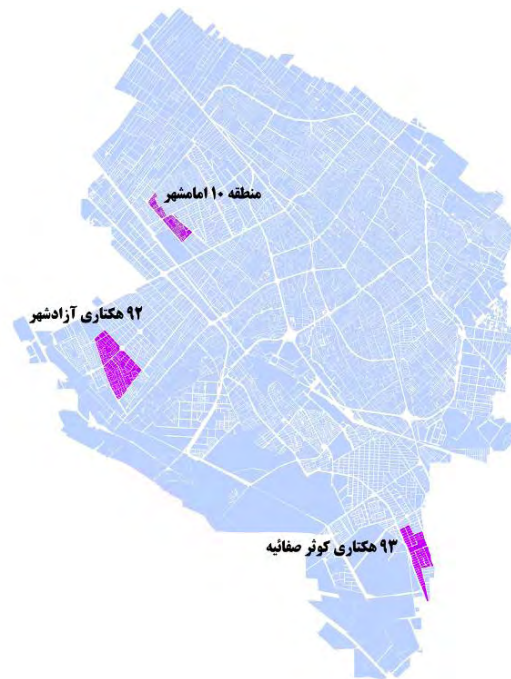 منطقه ۱۰ امامشهر
۹۲ هکتاری آزادشهر
۹۳ هکتاری کوثر صفائیه